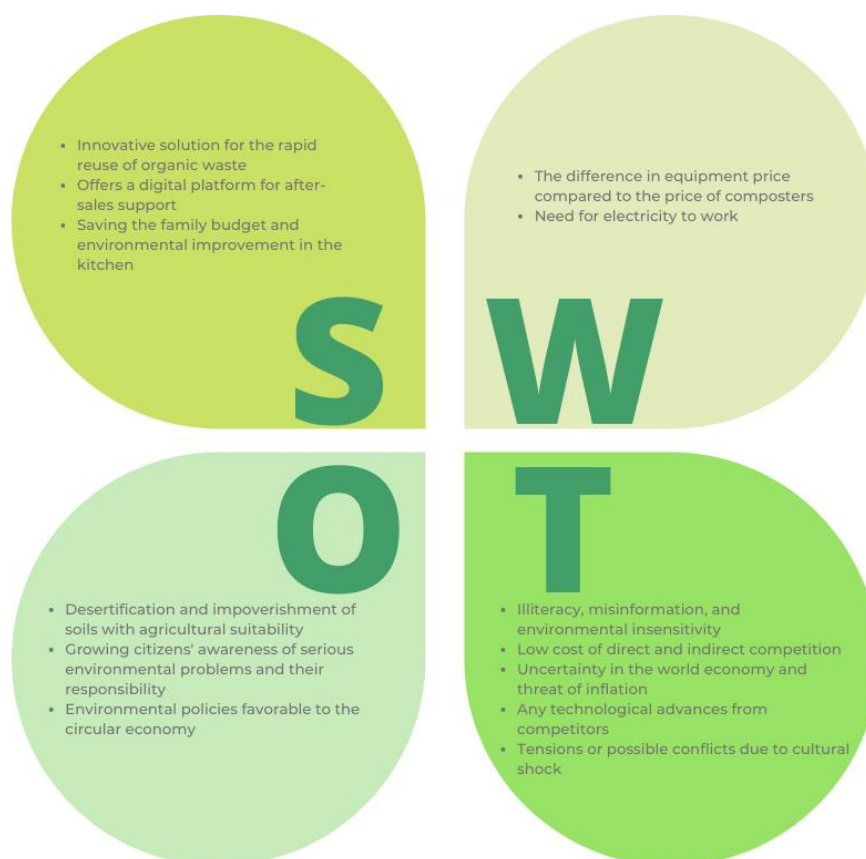 • Innovative solution for the rapid
reuse of organic waste
• Offers a digital platform for after-
sales support
• Saving the family budget and
environmental improvement in the
kitchen
S
• The difference in equipment price
compared to the price of composters
• Need for electricity to work
W
O
• Desertification and impoverishment of
soils with agricultural suitability
• Growing citizens' awareness of serious
environmental problems and their
responsibility
• Environmental policies favorable to the
circular economy
T
• Illiteracy, misinformation, and
environmental insensitivity
• Low cost of direct and indirect competition
• Uncertainty in the world economy and
threat of inflation
• Any technological advances from
competitors
• Tensions or possible conflicts due to cultural
shock